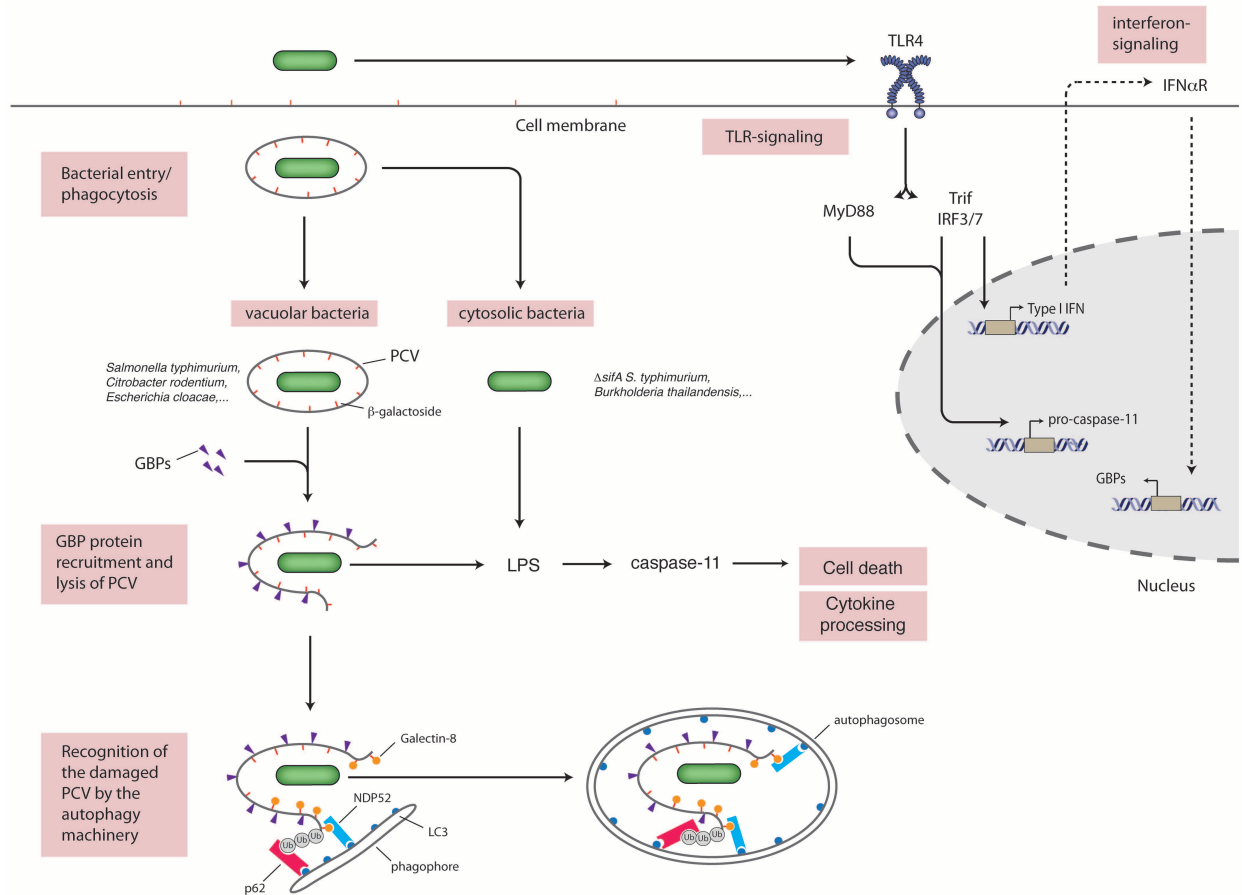 TLR4
interferon-
signaling
IFNαR
Cell membrane
TLR-signaling
Bacterial entry/
phagocytosis
MyD88
Trif
IRF3/7
Type I IFN
vacuolar bacteria
cytosolic bacteria
PCV
Salmonella typhimurium,
Citrobacter rodentium,
Escherichia cloacae,...
β-galactoside
ΔsifA S. typhimurium,
Burkholderia thailandensis,...
pro-caspase-11
GBPs
GBPs
GBP protein
recruitment and
lysis of PCV
LPS
caspase-11
Cell death
Cytokine
processing
Nucleus
Recognition of
the damaged
PCV by the
autophagy
machinery
Galectin-8
NDP52
LC3
phagophore
p62
Ub
Ub
Ub
autophagosome
Ub
Ub
Ub